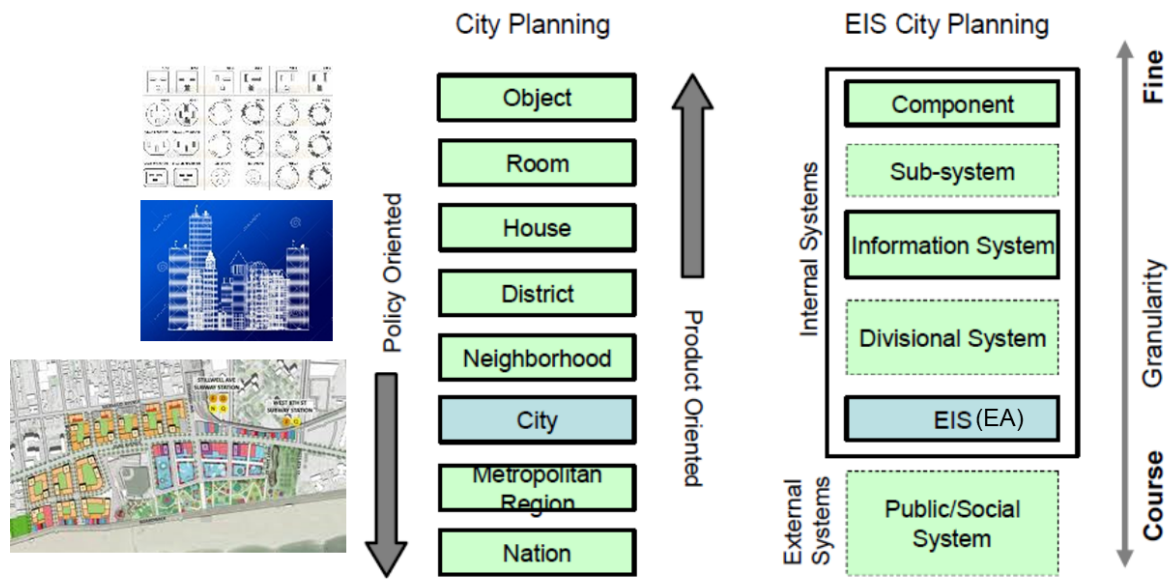 City Planning
EIS City Planning
Object
Room
House
District
Neighborhood
City
Metropolitan
Region
Nation
Policy Oriented
Product Oriented
Internal Systems
Component
Sub-system
Information System
Divisional System
EIS (EA)
External
Systems
Public/Social
System
Fine
Granularity
Course
STILLWELL AVE
SUBWAY STATION
WEST 8TH ST
SUBWAY STATION